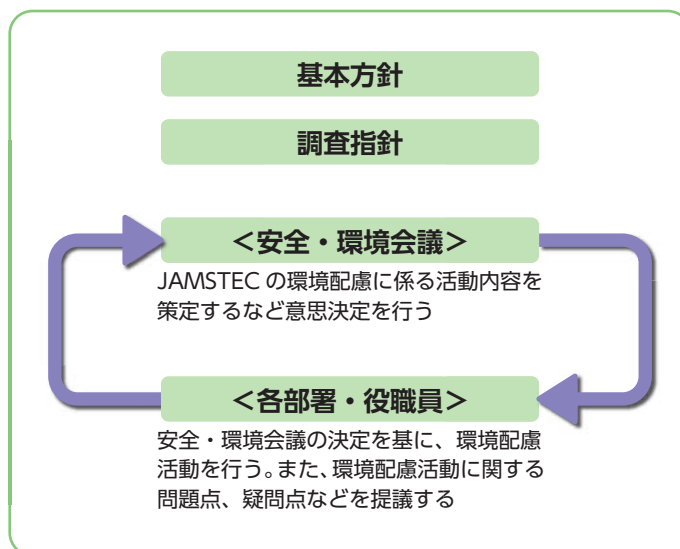 基本方針
調査指針
＜安全・環境会議＞
JAMSTEC の環境配慮に係る活動内容を
策定するなど意思決定を行う
＜各部署・役職員＞
安全・環境会議の決定を基に、環境配慮
活動を行う。また、環境配慮活動に関する
問題点、疑問点などを提議する